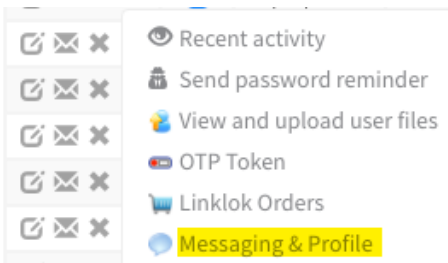 Recent activity
Send password reminder
View and upload user files
OTP Token
Linklok Orders
Messaging & Profile